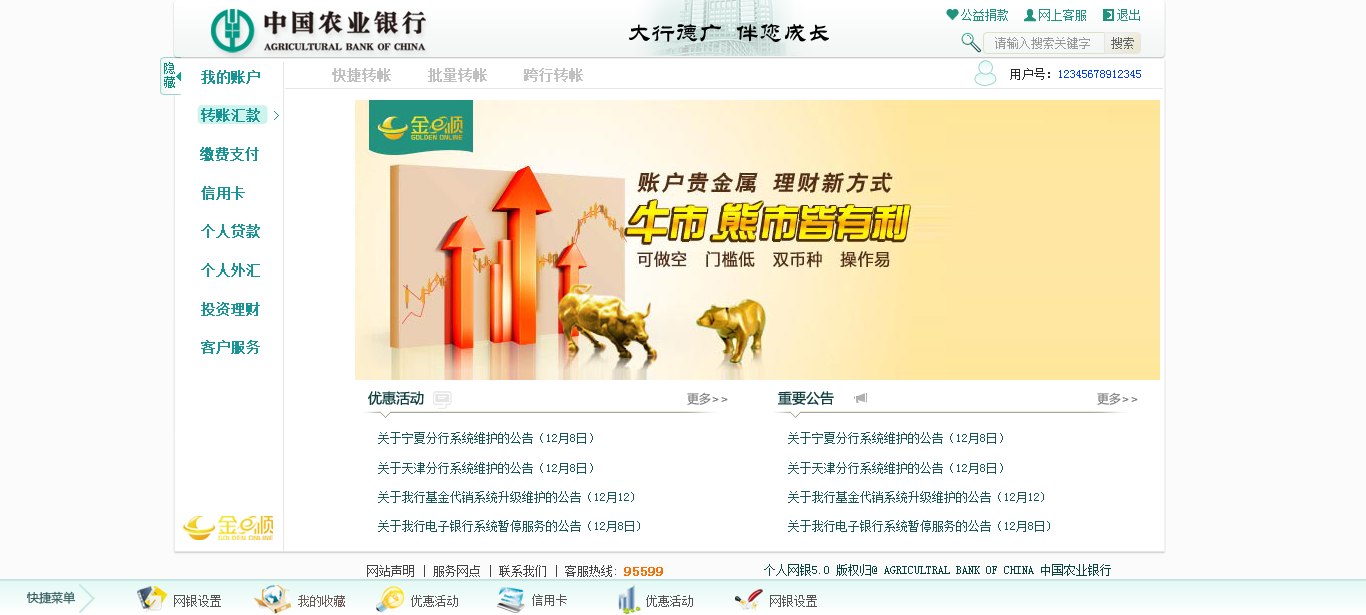 中国农业银行
AGRICULTURAL BANK OF CHINA
大行德广 伴您成长
公益捐款 网上客服 退出
请输入搜索关键字 搜索
隐藏
我的账户
转账汇款
缴费支付
信用卡
个人贷款
个人外汇
投资理财
客户服务
金e顺
GOLDEN ONLINE
快捷转帐 批量转帐 跨行转帐
用户号：12345678912345
金e顺
GOLDEN ONLINE
账户贵金属 理财新方式
牛市 熊市皆有利
可做空 门槛低 双币种 操作易
优惠活动 更多>>
关于宁夏分行系统维护的公告（12月8日）
关于天津分行系统维护的公告（12月8日）
关于我行基金代销系统升级维护的公告（12月12）
关于我行电子银行系统暂停服务的公告（12月8日）
重要公告 更多>>
关于宁夏分行系统维护的公告（12月8日）
关于天津分行系统维护的公告（12月8日）
关于我行基金代销系统升级维护的公告（12月12）
关于我行电子银行系统暂停服务的公告（12月8日）
网站声明 | 服务网点 | 联系我们 | 客服热线：95599
个人网银5.0 版权归@ AGRICULTRAL BANK OF CHINA 中国农业银行
快捷菜单 网银设置 我的收藏 优惠活动 信用卡 优惠活动 网银设置